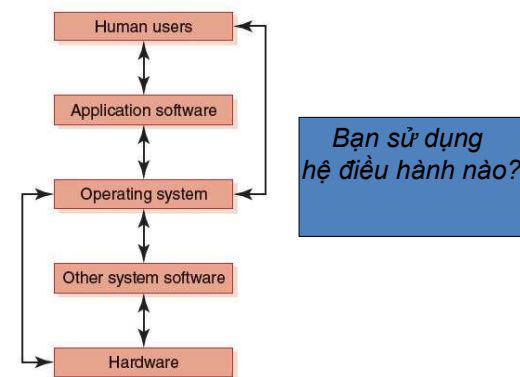 Human users
Application software
Operating system
Other system software
Hardware
Bạn sử dụng
hệ điều hành nào?